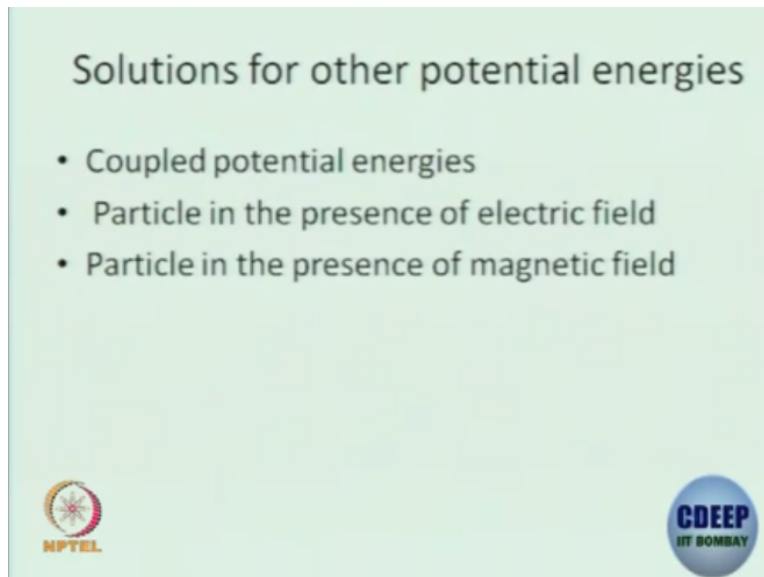 Solutions for other potential energies
• Coupled potential energies
• Particle in the presence of electric field
• Particle in the presence of magnetic field
NPTEL
CDEEP
IIT BOMBAY